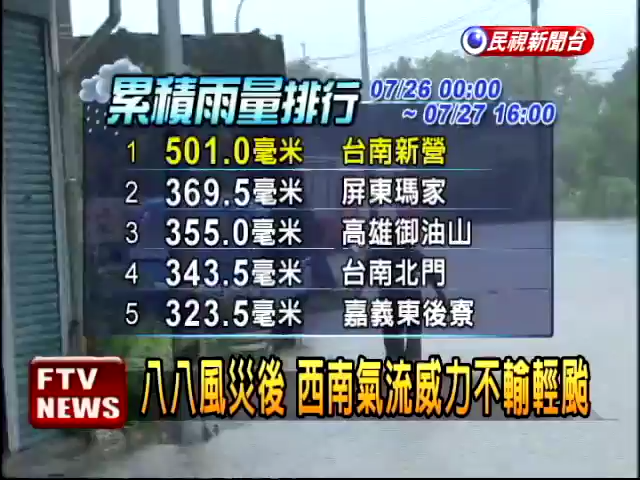 民視新聞台
累積雨量排行 07/26 00:00
~ 07/27 16:00
1 501.0毫米 台南新營
2 369.5毫米 屏東瑪家
3 355.0毫米 高雄御油山
4 343.5毫米 台南北門
5 323.5毫米 嘉義東後寮
FTV NEWS
八八風災後 西南氣流威力不輸輕颱